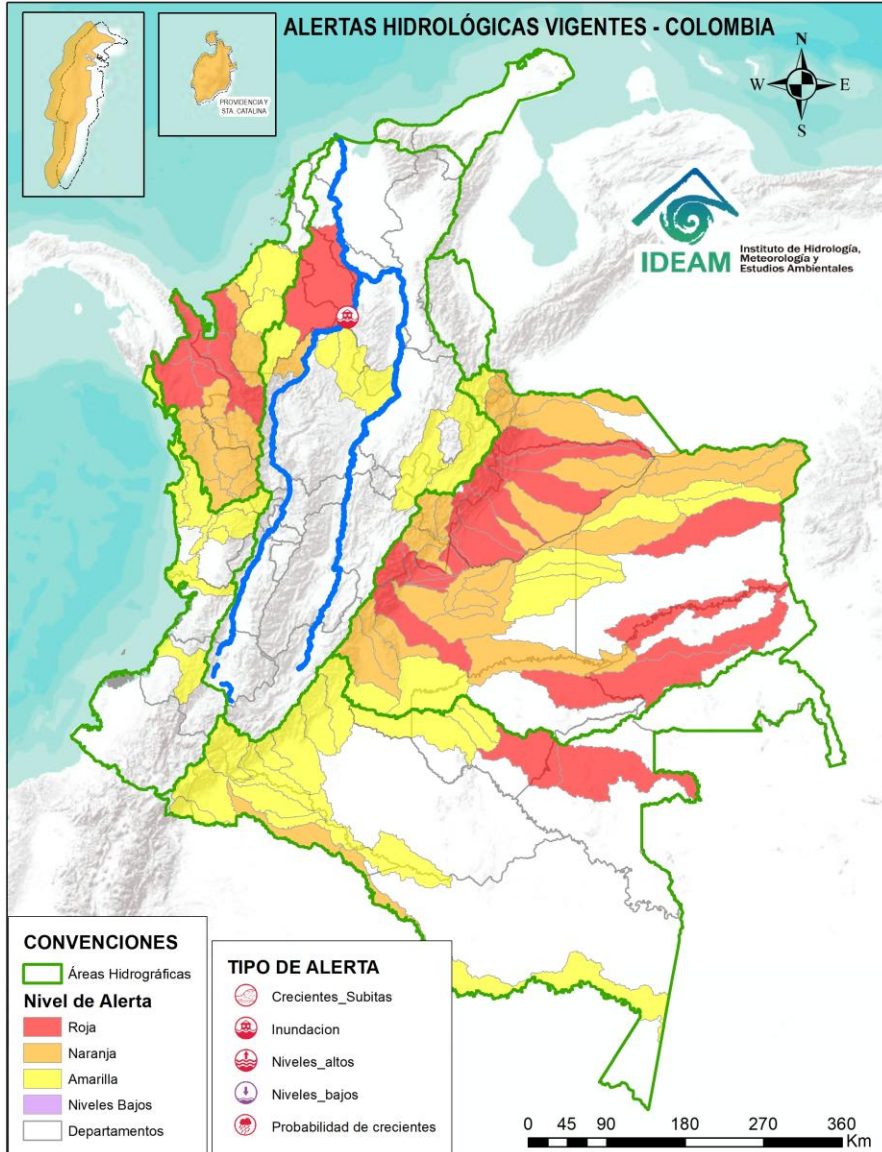 ALERTAS HIDROLÓGICAS VIGENTES - COLOMBIA
PROVIDENCIA Y
STA. CATALINA
N
W
E
S
IDEAM
Instituto de Hidrología,
Meteorología y
Estudios Ambientales
CONVENCIONES
Áreas Hidrográficas
Nivel de Alerta
Roja
Naranja
Amarilla
Niveles Bajos
Departamentos
TIPO DE ALERTA
Crecientes_Subitas
Inundacion
Niveles_altos
Niveles_bajos
Probabilidad de crecientes
0 45 90 180 270 360
Km